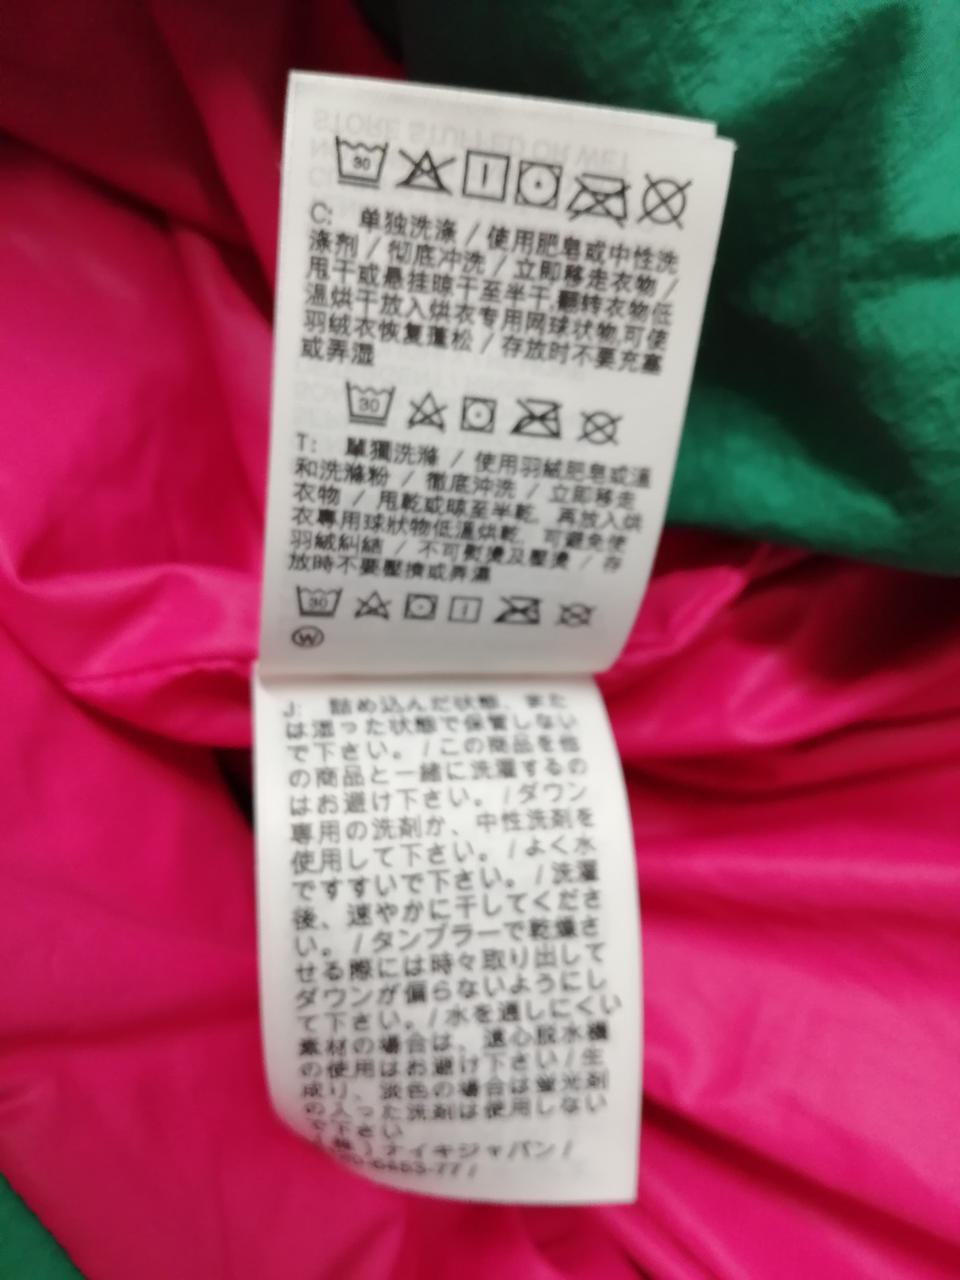 30
C: 单独洗涤 / 使用肥皂或中性洗
涤剂 / 彻底冲洗 / 立即移走衣物 /
甩干或悬挂晾干至半干,翻转衣物低
温烘干放入烘衣专用网球状物,可使
羽绒衣恢复蓬松 / 存放时不要充塞
或弄湿
30
T: 單獨洗滌 / 使用羽絨肥皂或溫
和洗滌粉 / 徹底沖洗 / 立即移走
衣物 / 甩乾或晾至半乾, 再放入烘
衣專用球狀物低溫烘乾, 可避免使
羽絨糾結 / 不可熨燙及壓燙 / 存
放時不要壓擠或弄濕
30
W
J: 詰め込んだ状態、また
は湿った状態で保管しない
で下さい。/この商品を他
の商品と一緒に洗濯するの
はお避け下さい。/ダウン
専用の洗剤か、中性洗剤を
使用して下さい。/よく水
ですすいで下さい。/洗濯
後、速やかに干してくださ
い。/タンブラーで乾燥さ
せる際には時々取り出して
ダウンが偏らないようにし
て下さい。/水を通しにくい
素材の場合は、遠心脱水機
の使用はお避け下さい/生
成り、淡色の場合は蛍光剤
の入った洗剤は使用しない
で下さい
(株)ナイキジャパン/
-6453-77/